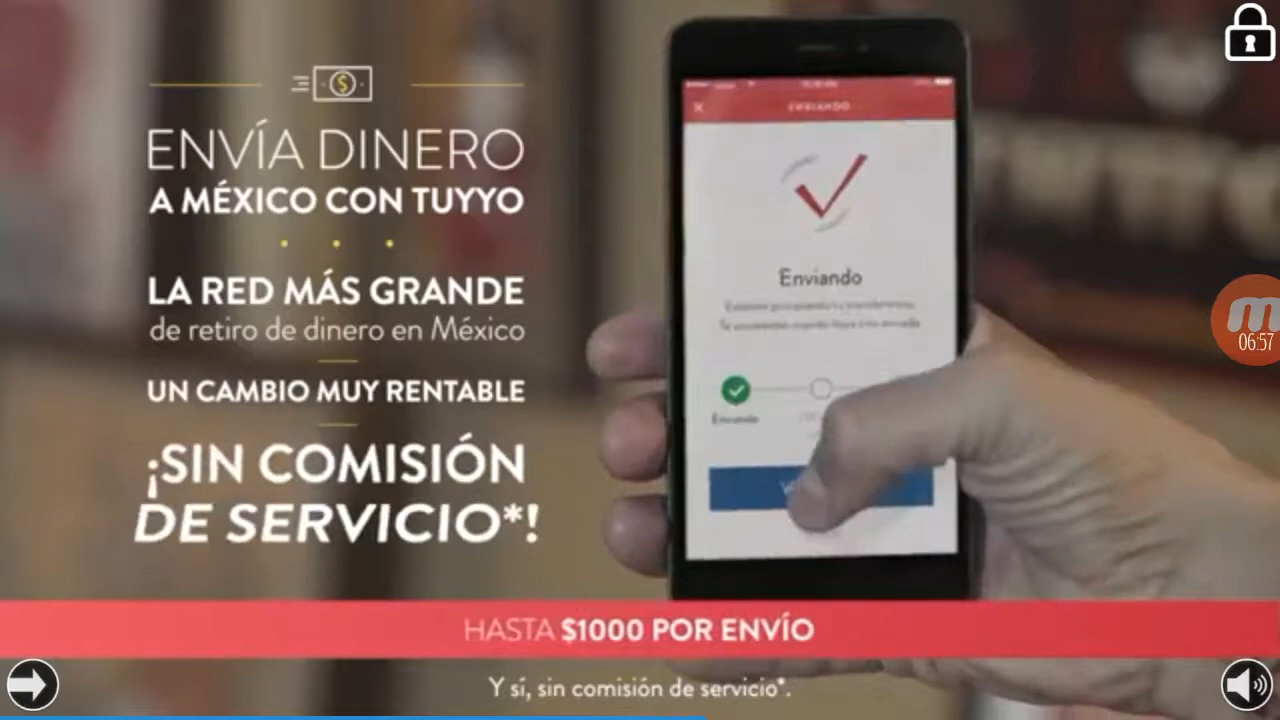 ENVÍA DINERO
A MÉXICO CON TUYYO
LA RED MÁS GRANDE
de retiro de dinero en México
UN CAMBIO MUY RENTABLE
¡SIN COMISIÓN
DE SERVICIO*!
ENVIANDO
Enviando
Enviando
HASTA $1000 POR ENVÍO
Y sí, sin comisión de servicio*.
06:57